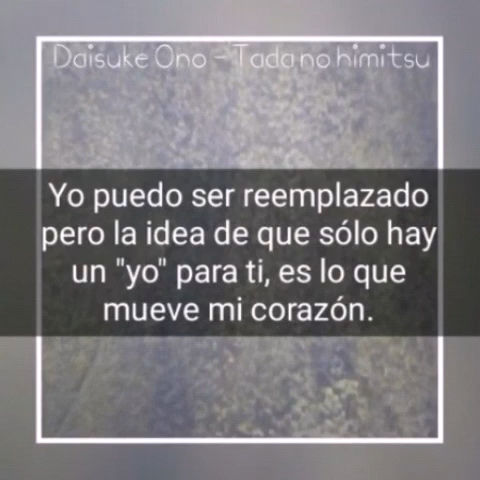 Daisuke Ono - Tada no himitsu
Yo puedo ser reemplazado
pero la idea de que sólo hay
un "yo" para ti, es lo que
mueve mi corazón.